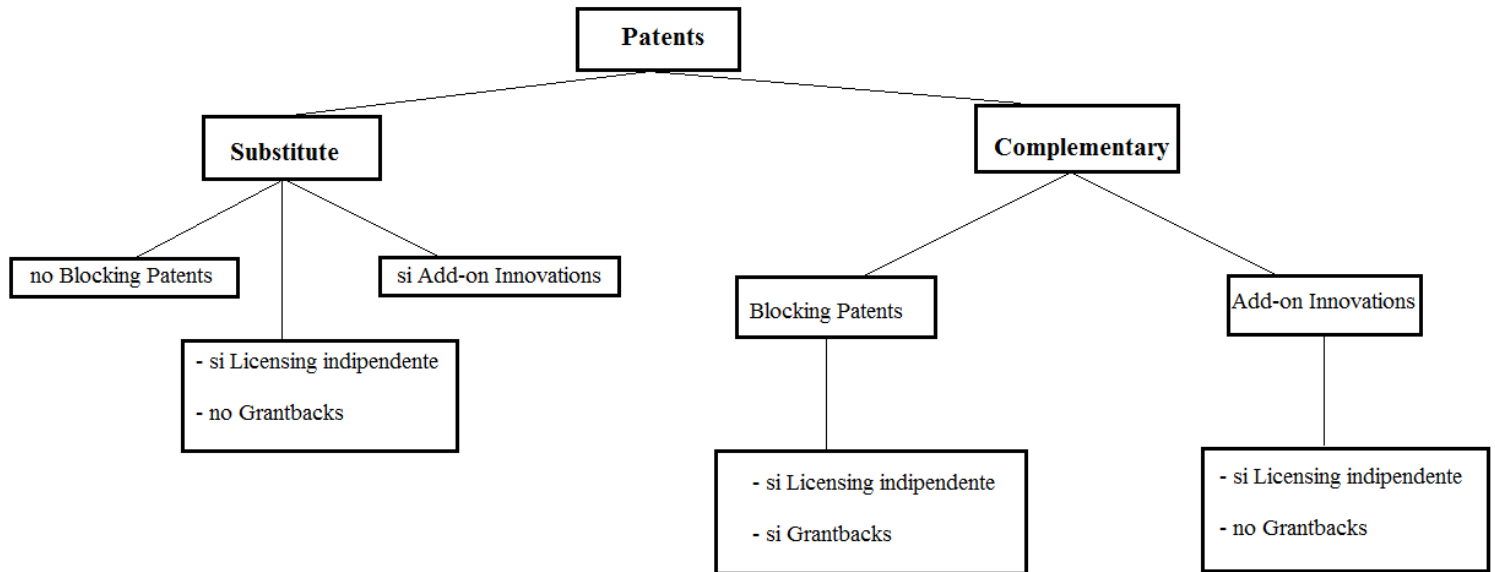 Patents
Substitute
Complementary
no Blocking Patents
si Add-on Innovations
- si Licensing indipendente
- no Grantbacks
Blocking Patents
Add-on Innovations
- si Licensing indipendente
- si Grantbacks
- si Licensing indipendente
- no Grantbacks